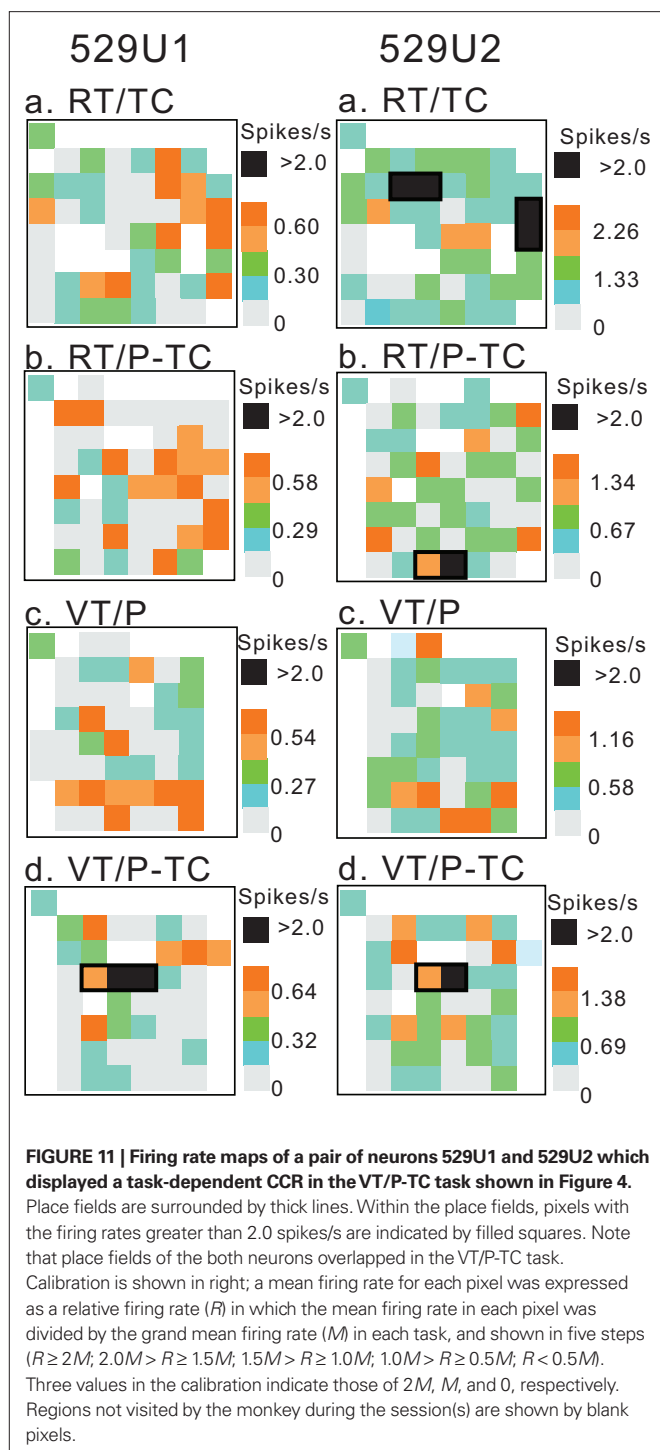 529U1
529U2
a. RT/TC
Spikes/s
>2.0
0.60
0.30
0
a. RT/TC
Spikes/s
>2.0
2.26
1.33
0
b. RT/P-TC
Spikes/s
>2.0
0.58
0.29
0
b. RT/P-TC
Spikes/s
>2.0
1.34
0.67
0
c. VT/P
Spikes/s
>2.0
0.54
0.27
0
c. VT/P
Spikes/s
>2.0
1.16
0.58
0
d. VT/P-TC
Spikes/s
>2.0
0.64
0.32
0
d. VT/P-TC
Spikes/s
>2.0
1.38
0.69
0
FIGURE 11 | Firing rate maps of a pair of neurons 529U1 and 529U2 which
displayed a task-dependent CCR in the VT/P-TC task shown in Figure 4.
Place fields are surrounded by thick lines. Within the place fields, pixels with
the firing rates greater than 2.0 spikes/s are indicated by filled squares. Note
that place fields of the both neurons overlapped in the VT/P-TC task.
Calibration is shown in right; a mean firing rate for each pixel was expressed
as a relative firing rate (R) in which the mean firing rate in each pixel was
divided by the grand mean firing rate (M) in each task, and shown in five steps
(R ≥ 2M; 2.0M > R ≥ 1.5M; 1.5M > R ≥ 1.0M; 1.0M > R ≥ 0.5M; R < 0.5M).
Three values in the calibration indicate those of 2M, M, and 0, respectively.
Regions not visited by the monkey during the session(s) are shown by blank
pixels.